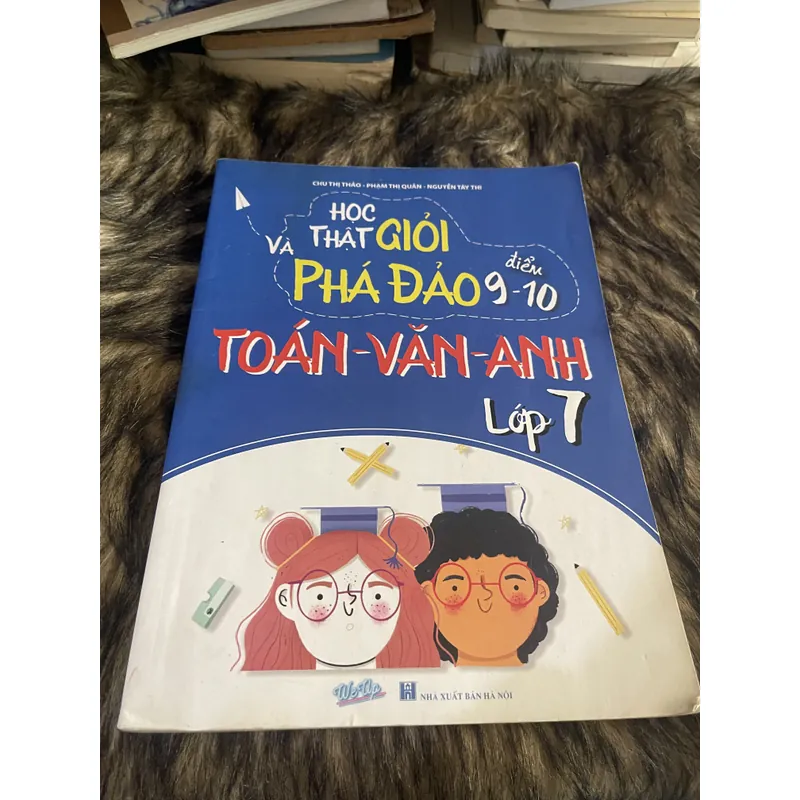 CHU THỊ THẢO - PHẠM THỊ QUÂN - NGUYỄN TÂY THI
HỌC
THẬT GIỎI
VÀ
PHÁ ĐẢO điểm 9-10
TOÁN-VĂN-ANH
Lớp 7
WeUp
NHÀ XUẤT BẢN HÀ NỘI